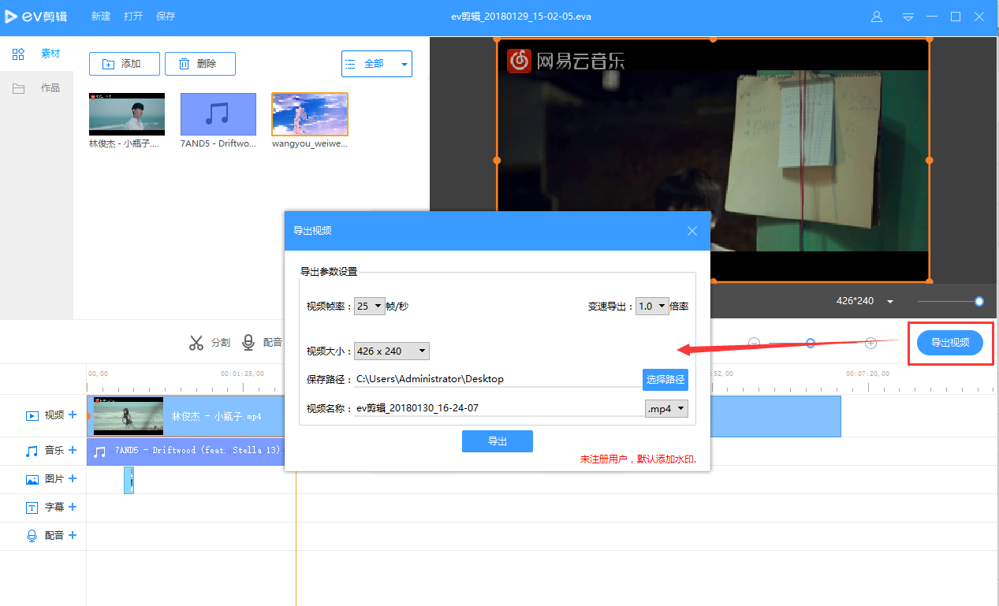 EV剪辑 新建 打开 保存 ev剪辑_20180129_15-02-05.eva
素材
作品
添加 删除 全部
林俊杰 - 小瓶子.... 7AND5 - Driftwo... wangyou_weiwe...
网易云音乐
426*240
导出视频
导出参数设置
视频帧率： 25 帧/秒 变速导出： 1.0 倍率
视频大小： 426 x 240
保存路径： C:\Users\Administrator\Desktop 选择路径
视频名称： ev剪辑_20180130_16-24-07 .mp4
导出
未注册用户，默认添加水印.
分割 配音
导出视频
00,00 00:01:23,00 :52,00 00:07:20,00
视频 + 林俊杰 - 小瓶子.mp4
音乐 + 7AND5 - Driftwood (feat. Stella 13).
图片 +
T 字幕 +
配音 +